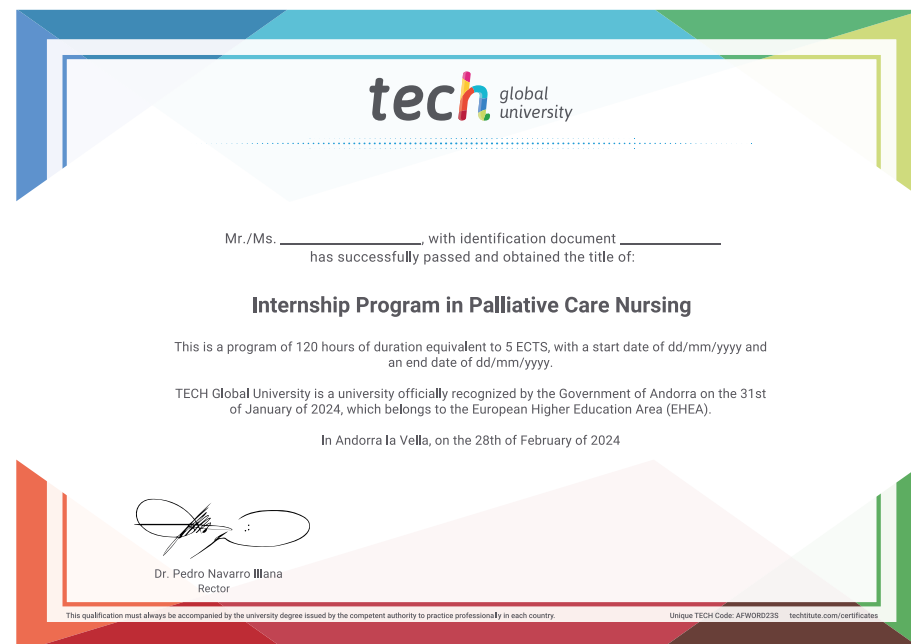 tech global university
Mr./Ms. ____________________, with identification document ______________
has successfully passed and obtained the title of:
Internship Program in Palliative Care Nursing
This is a program of 120 hours of duration equivalent to 5 ECTS, with a start date of dd/mm/yyyy and
an end date of dd/mm/yyyy.
TECH Global University is a university officially recognized by the Government of Andorra on the 31st
of January of 2024, which belongs to the European Higher Education Area (EHEA).
In Andorra la Vella, on the 28th of February of 2024
Dr. Pedro Navarro Illana
Rector
This qualification must always be accompanied by the university degree issued by the competent authority to practice professionally in each country.
Unique TECH Code: AFWORD23S techtitute.com/certificates